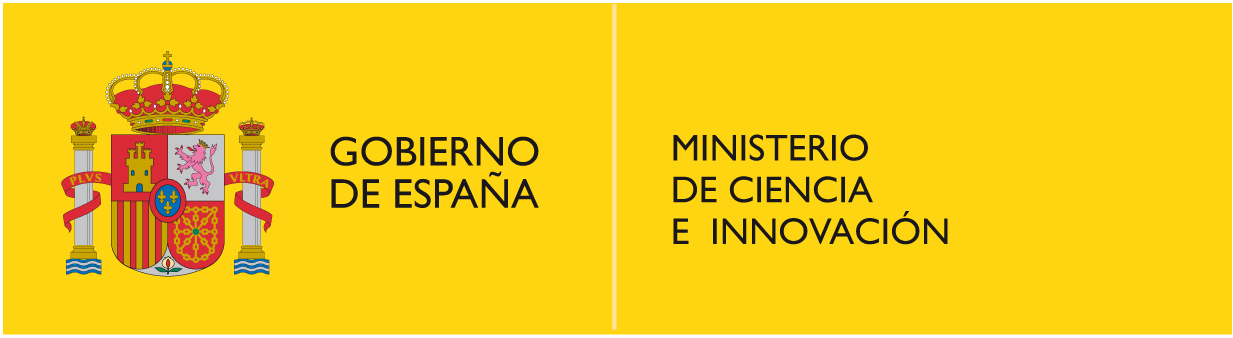 PLVS VLTRA
GOBIERNO
DE ESPAÑA
MINISTERIO
DE CIENCIA
E INNOVACIÓN